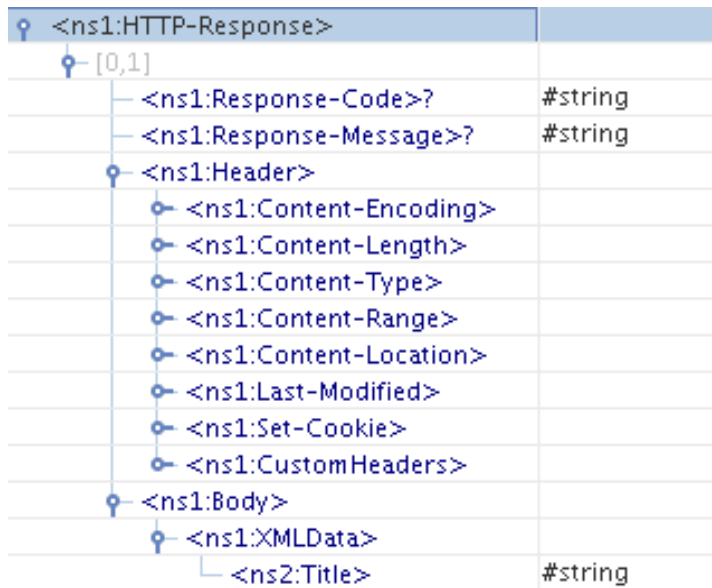 <ns1:HTTP-Response>
[0,1]
<ns1:Response-Code>? #string
<ns1:Response-Message>? #string
<ns1:Header>
<ns1:Content-Encoding>
<ns1:Content-Length>
<ns1:Content-Type>
<ns1:Content-Range>
<ns1:Content-Location>
<ns1:Last-Modified>
<ns1:Set-Cookie>
<ns1:CustomHeaders>
<ns1:Body>
<ns1:XMLData>
<ns2:Title> #string